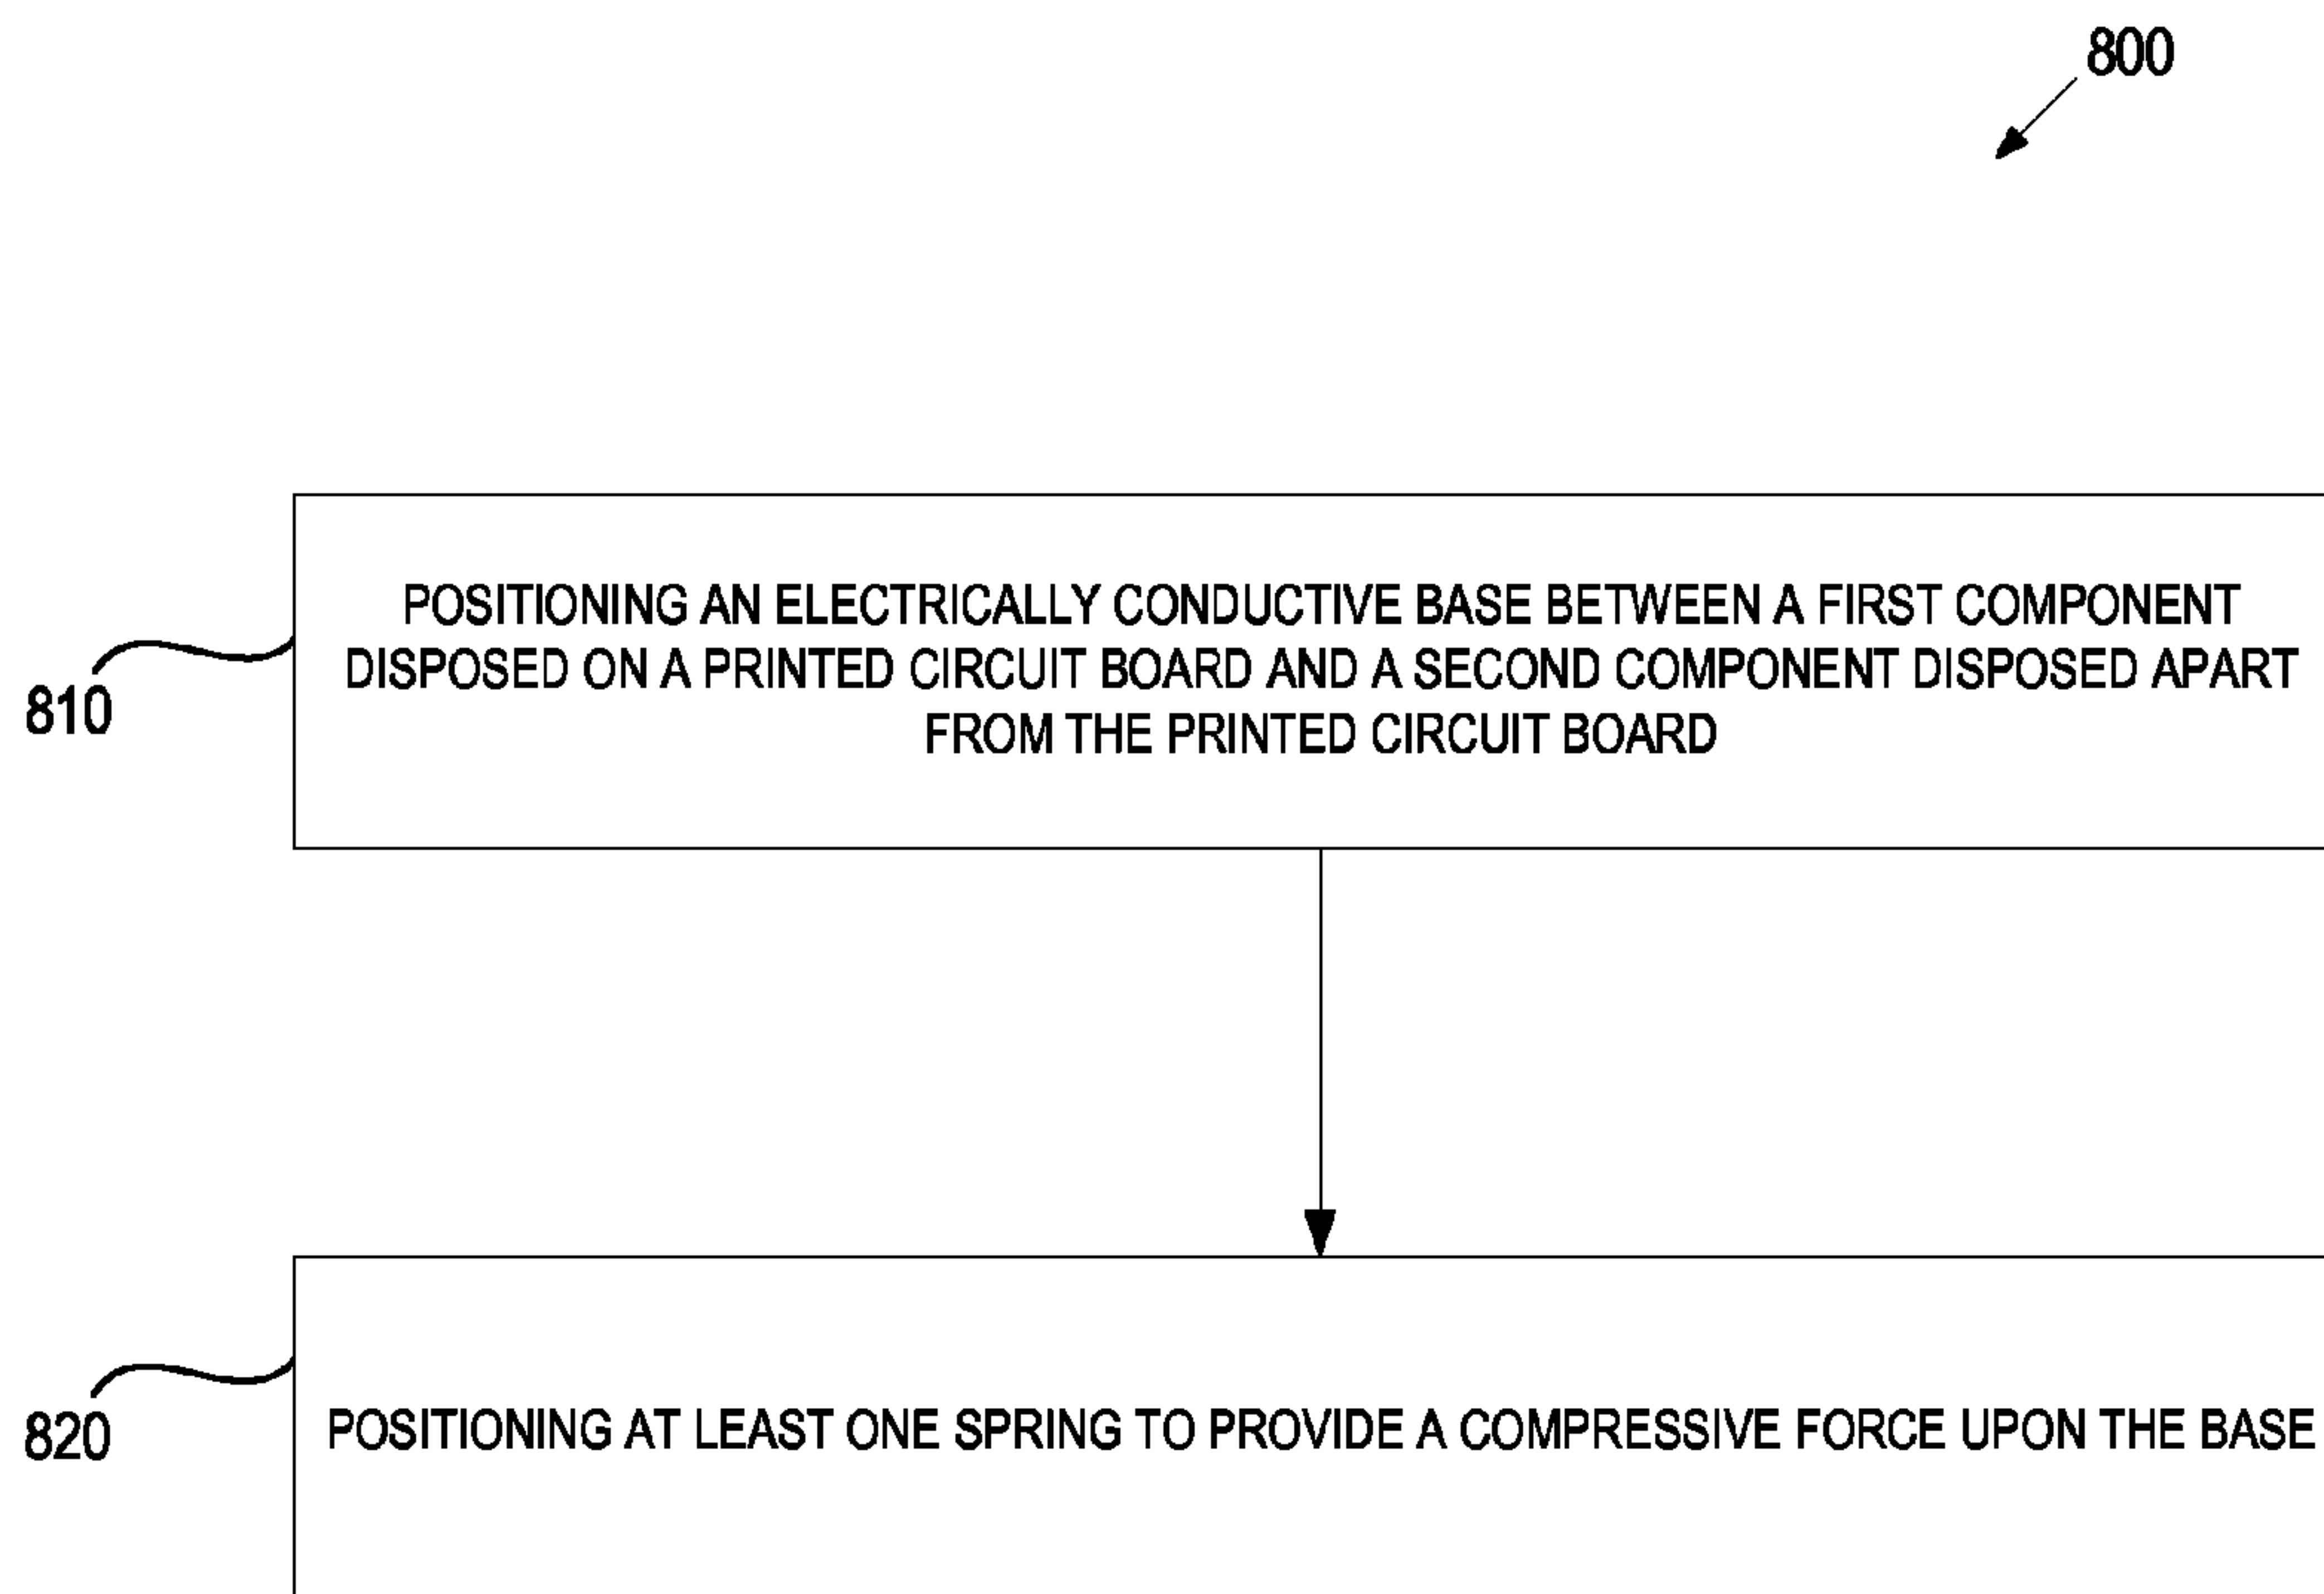 800
POSITIONING AN ELECTRICALLY CONDUCTIVE BASE BETWEEN A FIRST COMPONENT
DISPOSED ON A PRINTED CIRCUIT BOARD AND A SECOND COMPONENT DISPOSED APART
FROM THE PRINTED CIRCUIT BOARD
810
POSITIONING AT LEAST ONE SPRING TO PROVIDE A COMPRESSIVE FORCE UPON THE BASE
820